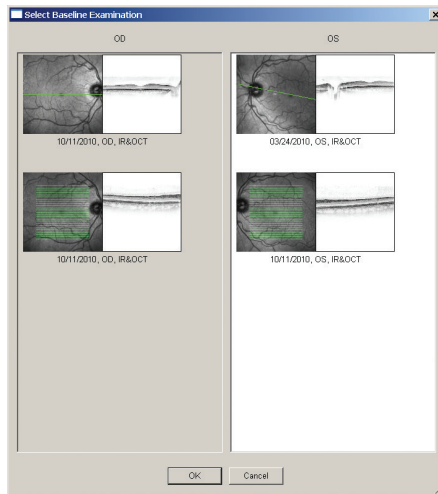 Select Baseline Examination
OD
OS
10/11/2010, OD, IR&OCT
03/24/2010, OS, IR&OCT
10/11/2010, OD, IR&OCT
10/11/2010, OS, IR&OCT
OK
Cancel